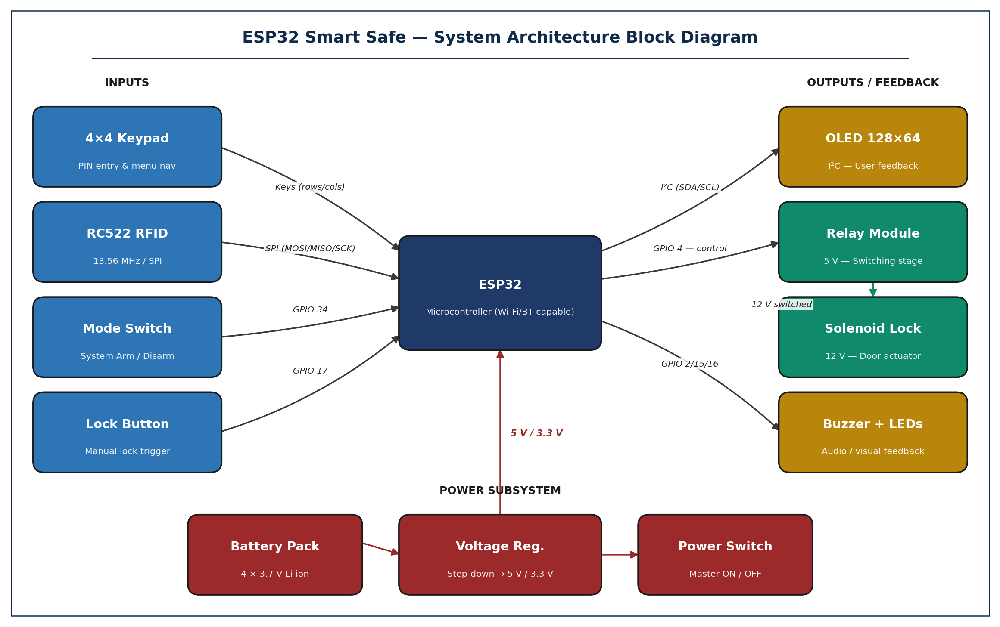 ESP32 Smart Safe — System Architecture Block Diagram
INPUTS
OUTPUTS / FEEDBACK
4×4 Keypad
PIN entry & menu nav
RC522 RFID
13.56 MHz / SPI
Mode Switch
System Arm / Disarm
Lock Button
Manual lock trigger
Keys (rows/cols)
SPI (MOSI/MISO/SCK)
GPIO 34
GPIO 17
ESP32
Microcontroller (Wi-Fi/BT capable)
I²C (SDA/SCL)
GPIO 4 — control
12 V switched
GPIO 2/15/16
OLED 128×64
I²C — User feedback
Relay Module
5 V — Switching stage
Solenoid Lock
12 V — Door actuator
Buzzer + LEDs
Audio / visual feedback
5 V / 3.3 V
POWER SUBSYSTEM
Battery Pack
4 × 3.7 V Li-ion
Voltage Reg.
Step-down → 5 V / 3.3 V
Power Switch
Master ON / OFF